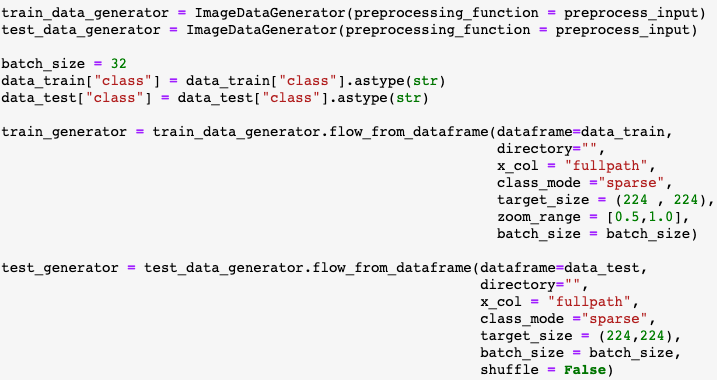 train_data_generator = ImageDataGenerator(preprocessing_function = preprocess_input)
test_data_generator = ImageDataGenerator(preprocessing_function = preprocess_input)
batch_size = 32
data_train["class"] = data_train["class"].astype(str)
data_test["class"] = data_test["class"].astype(str)
train_generator = train_data_generator.flow_from_dataframe(dataframe=data_train,
directory="",
x_col = "fullpath",
class_mode ="sparse",
target_size = (224 , 224),
zoom_range = [0.5,1.0],
batch_size = batch_size)
test_generator = test_data_generator.flow_from_dataframe(dataframe=data_test,
directory="",
x_col = "fullpath",
class_mode ="sparse",
target_size = (224,224),
batch_size = batch_size,
shuffle = False)